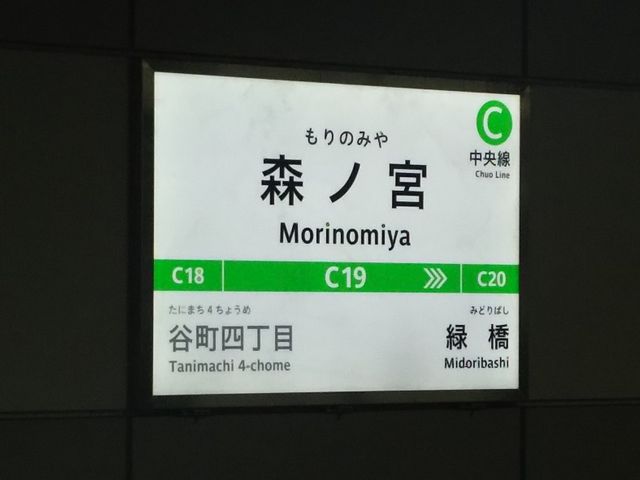 C
中央線
Chuo Line
もりのみや
森ノ宮
Morinomiya
C18 C19 C20
たにまち4ちょうめ
谷町四丁目
Tanimachi 4-chome
みどりばし
緑橋
Midoribashi